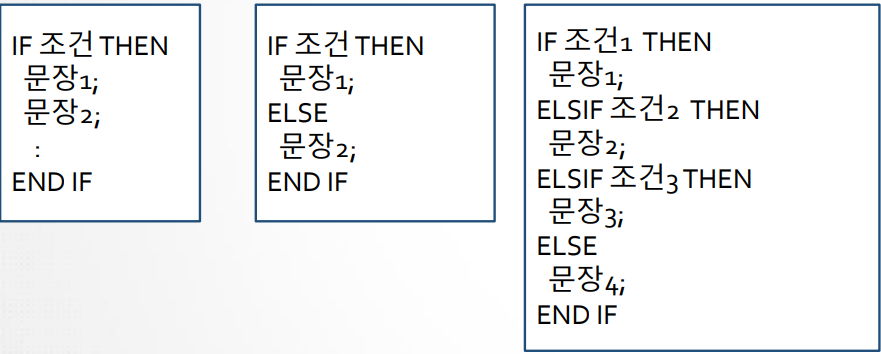 IF 조건 THEN
문장1;
문장2;
:
END IF
IF 조건 THEN
문장1;
ELSE
문장2;
END IF
IF 조건1 THEN
문장1;
ELSIF 조건2 THEN
문장2;
ELSIF 조건3 THEN
문장3;
ELSE
문장4;
END IF